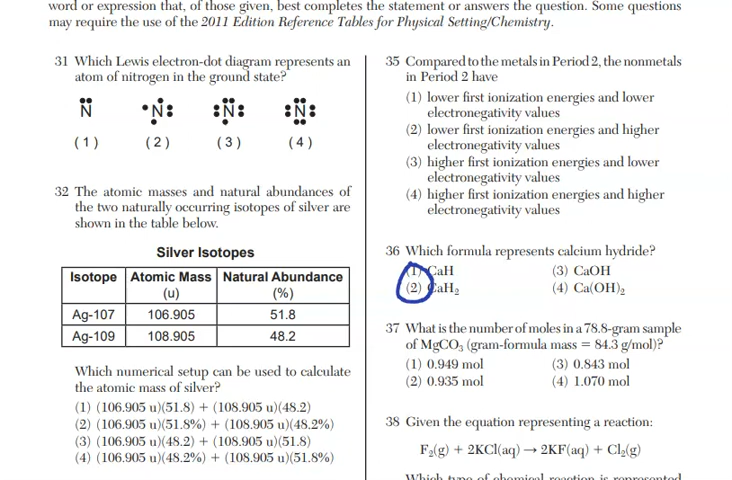 word or expression that, of those given, best completes the statement or answers the question. Some questions
may require the use of the 2011 Edition Reference Tables for Physical Setting/Chemistry.
31 Which Lewis electron-dot diagram represents an
atom of nitrogen in the ground state?
N N N N
(1) (2) (3) (4)
32 The atomic masses and natural abundances of
the two naturally occurring isotopes of silver are
shown in the table below.
Silver Isotopes
Isotope Atomic Mass Natural Abundance
(u) (%)
Ag-107 106.905 51.8
Ag-109 108.905 48.2
Which numerical setup can be used to calculate
the atomic mass of silver?
(1) (106.905 u)(51.8) + (108.905 u)(48.2)
(2) (106.905 u)(51.8%) + (108.905 u)(48.2%)
(3) (106.905 u)(48.2) + (108.905 u)(51.8)
(4) (106.905 u)(48.2%) + (108.905 u)(51.8%)
35 Compared to the metals in Period 2, the nonmetals
in Period 2 have
(1) lower first ionization energies and lower
electronegativity values
(2) lower first ionization energies and higher
electronegativity values
(3) higher first ionization energies and lower
electronegativity values
(4) higher first ionization energies and higher
electronegativity values
36 Which formula represents calcium hydride?
(1) CaH (3) CaOH
(2) CaH₂ (4) Ca(OH)₂
37 What is the number of moles in a 78.8-gram sample
of MgCO₃ (gram-formula mass = 84.3 g/mol)?
(1) 0.949 mol (3) 0.843 mol
(2) 0.935 mol (4) 1.070 mol
38 Given the equation representing a reaction:
F₂(g) + 2KCl(aq) → 2KF(aq) + Cl₂(g)
Which type of chemical reaction is represented